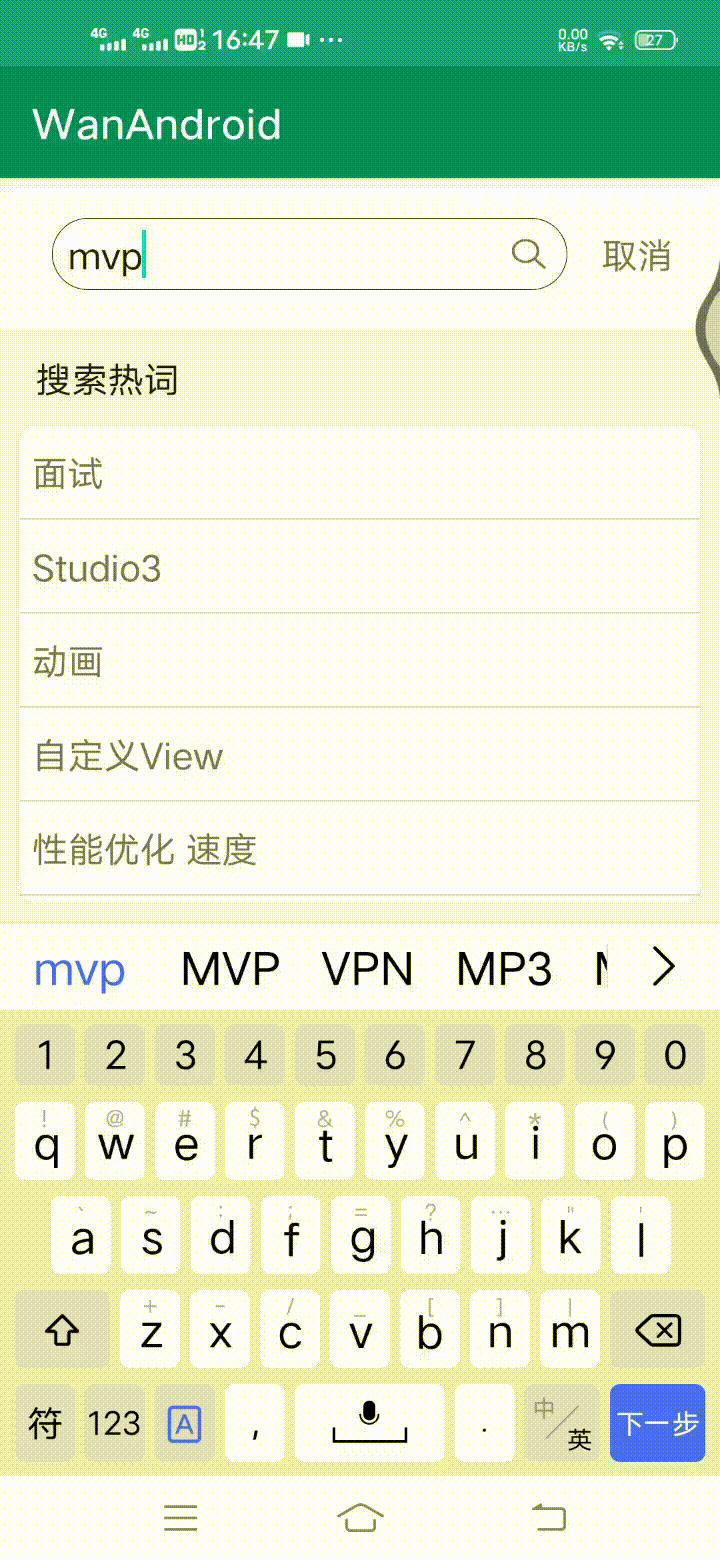 4G 4G HD 1 2 16:47 ··· 0.00 KB/s 27
WanAndroid
mvp 取消
搜索热词
面试
Studio3
动画
自定义View
性能优化 速度
mvp MVP VPN MP3
1 2 3 4 5 6 7 8 9 0
! @ # $ & % ^ * ( )
q w e r t y u i o p
` ~ : ; = ? … " '
a s d f g h j k l
+ - / _ [ ] |
z x c v b n m
符 123 A , . 中/英 下一步